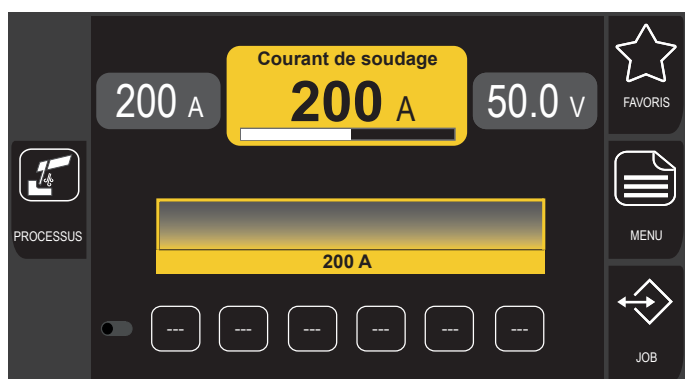 Courant de soudage
200 A
200 A
50.0 V
FAVORIS
PROCESSUS
MENU
200 A
--- --- --- --- --- ---
JOB